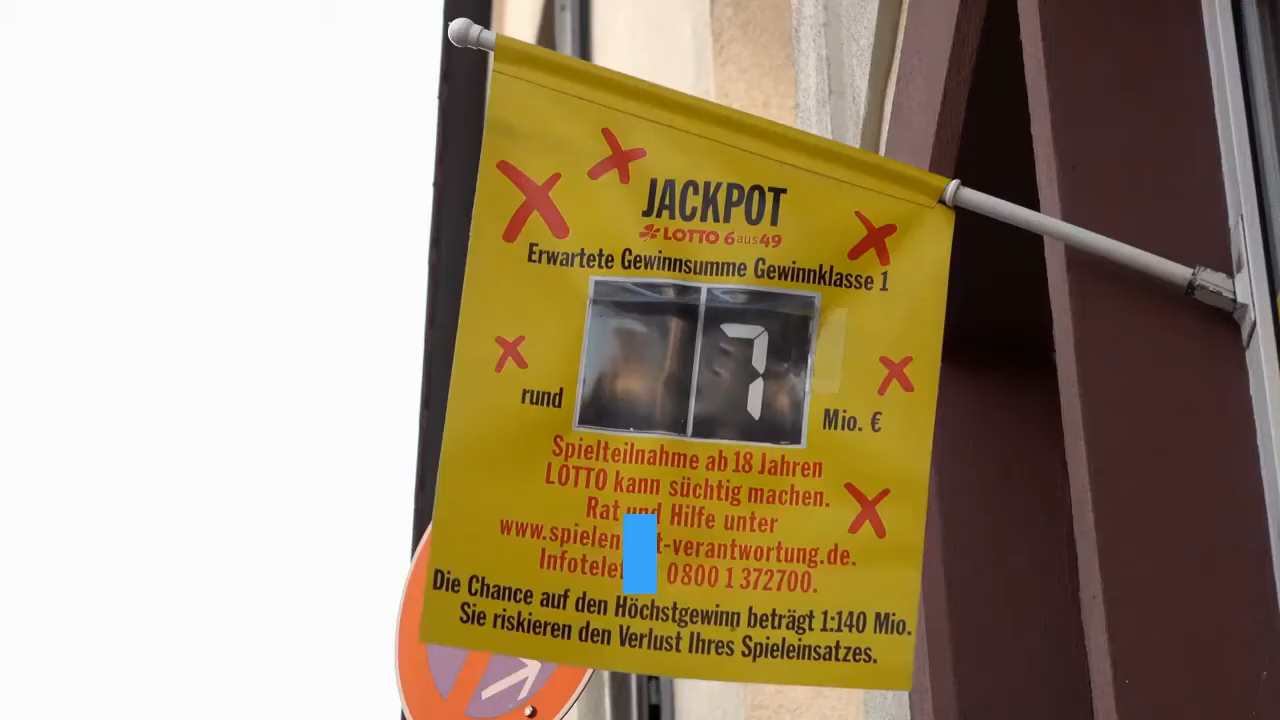 JACKPOT
LOTTO 6aus49
Erwartete Gewinnsumme Gewinnklasse 1
7
rund
Mio. €
Spielteilnahme ab 18 Jahren
LOTTO kann süchtig machen.
Rat und Hilfe unter
0800 1 372700.
Die Chance auf den Höchstgewinn beträgt 1:140 Mio.
Sie riskieren den Verlust Ihres Spieleinsatzes.